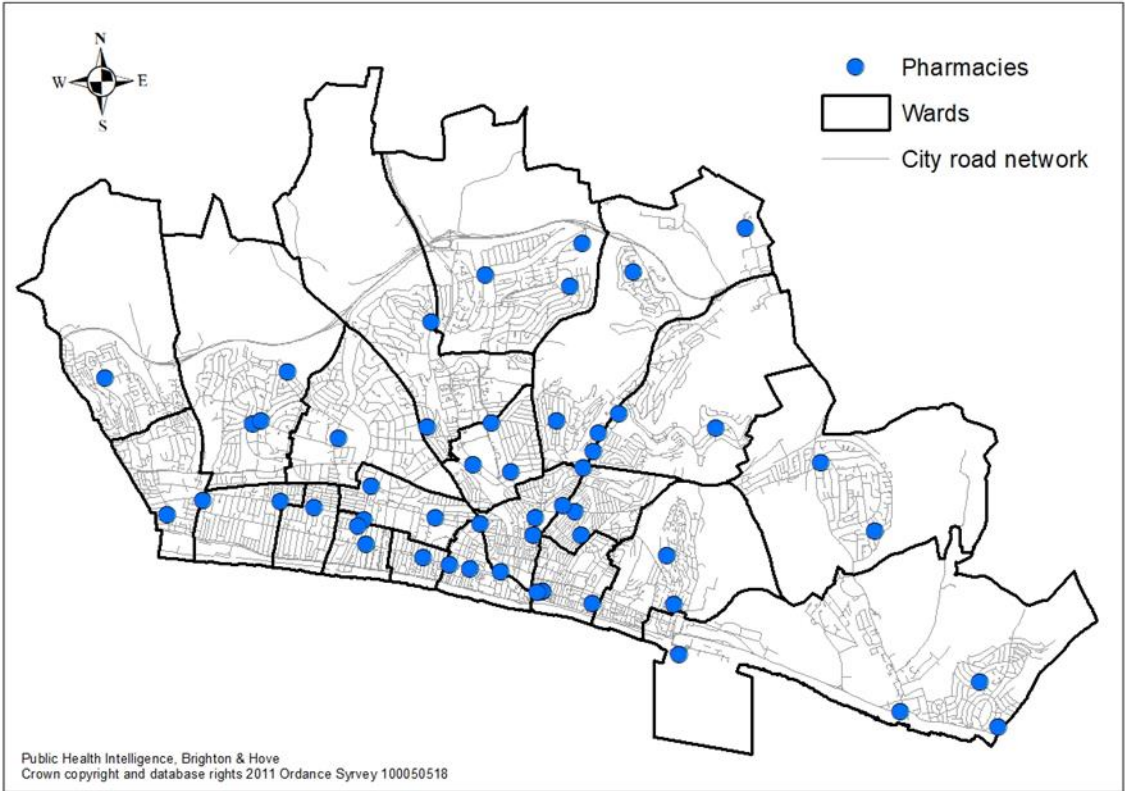 N
W E
S
Pharmacies
Wards
City road network
Public Health Intelligence, Brighton & Hove
Crown copyright and database rights 2011 Ordance Syrvey 100050518